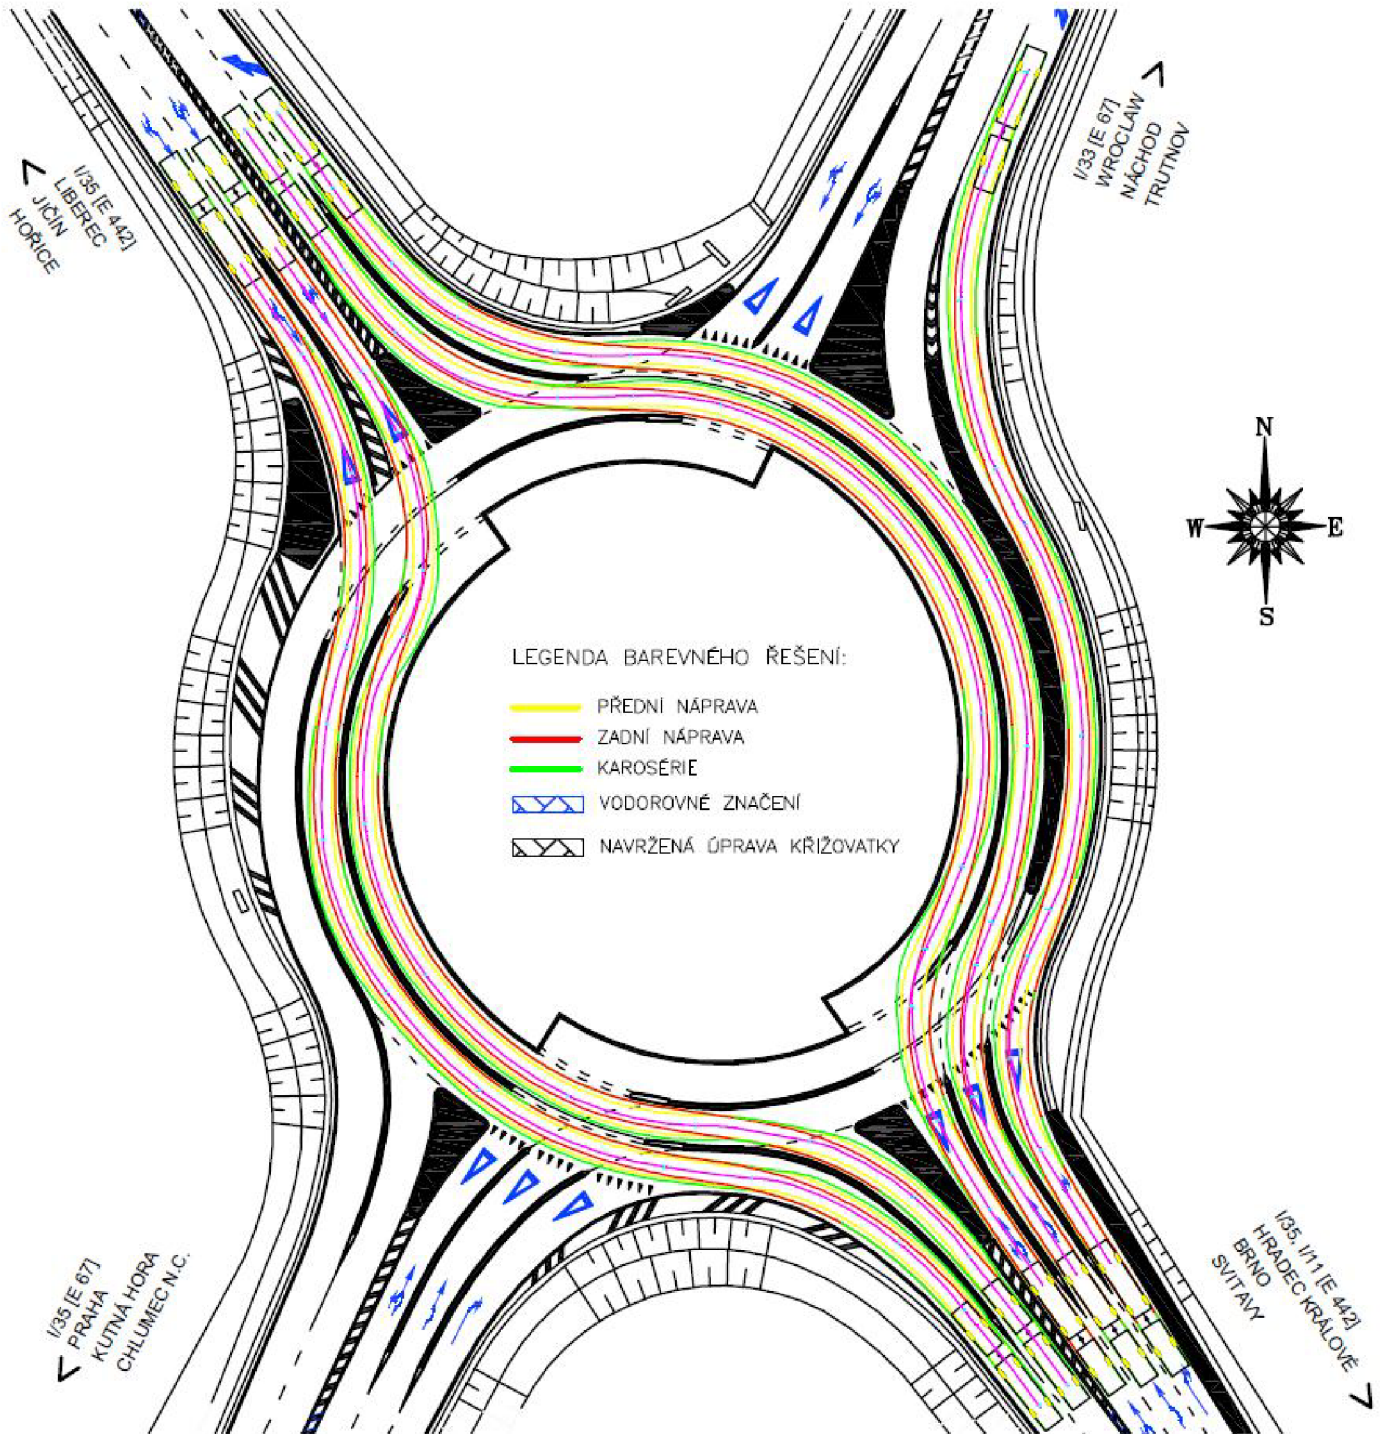 I/35 [E 442]
LIBEREC
JIČÍN
HOŘICE
I/33 [E 67]
WROCLAW
NÁCHOD
TRUTNOV
N
W
E
S
LEGENDA BAREVNÉHO ŘEŠENÍ:
PŘEDNÍ NÁPRAVA
ZADNÍ NÁPRAVA
KAROSÉRIE
VODOROVNÉ ZNAČENÍ
NAVRŽENÁ ÚPRAVA KŘIŽOVATKY
I/35 [E 67]
PRAHA
KUTNÁ HORA
CHLUMEC N.C.
I/35, I/11 [E 442]
HRADEC KRÁLOVÉ
BRNO
SVITAVY